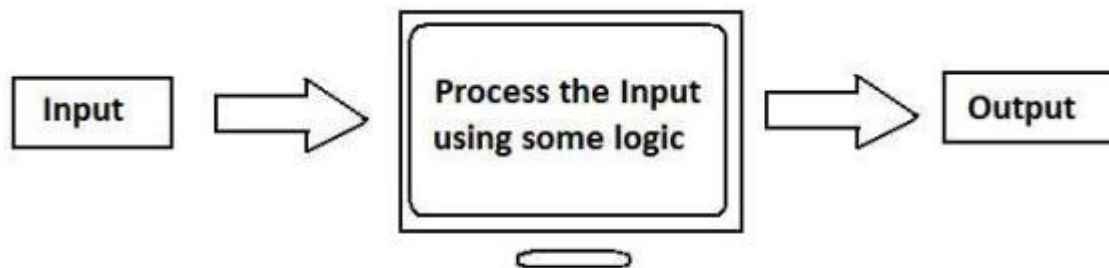 Input
Process the Input
using some logic
Output